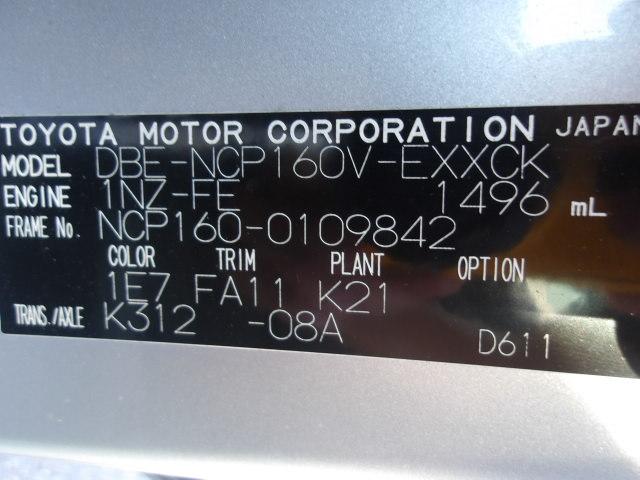 TOYOTA MOTOR CORPORATION JAPAN
MODEL DBE-NCP160V-EXXCK
ENGINE 1NZ-FE 1496 mL
FRAME No. NCP160-0109842
COLOR TRIM PLANT OPTION
1E7 FA11 K21
TRANS./AXLE K312 -08A
D611